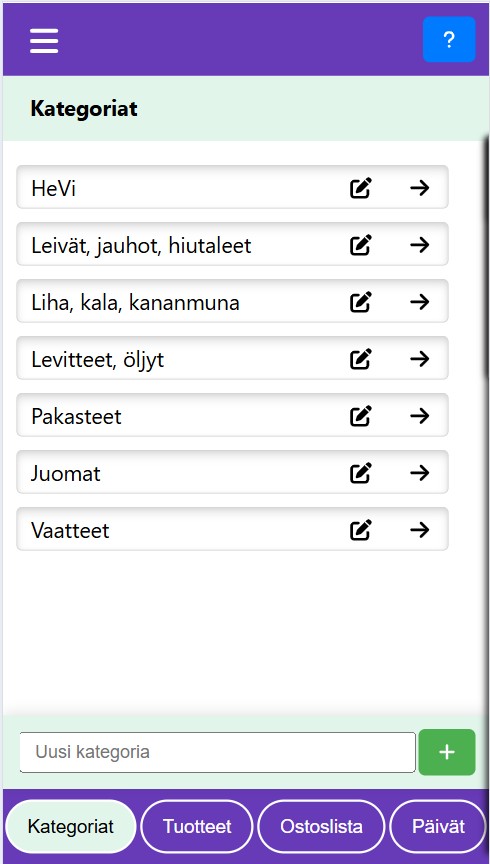 ?
Kategoriat
HeVi
Leivät, jauhot, hiutaleet
Liha, kala, kananmuna
Levitteet, öljyt
Pakasteet
Juomat
Vaatteet
Uusi kategoria +
Kategoriat Tuotteet Ostoslista Päivät